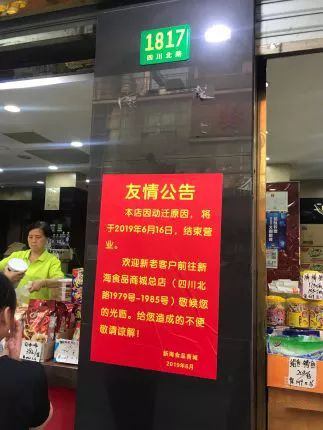 1817
四川北路
友情公告
本店因动迁原因，将
于2019年6月16日，结束营
业。
欢迎新老客户前往新
海食品商城总店（四川北
路1979号-1985号）敬候您
的光顾。给您造成的不便
敬请谅解！
新海食品商城
2019年6月